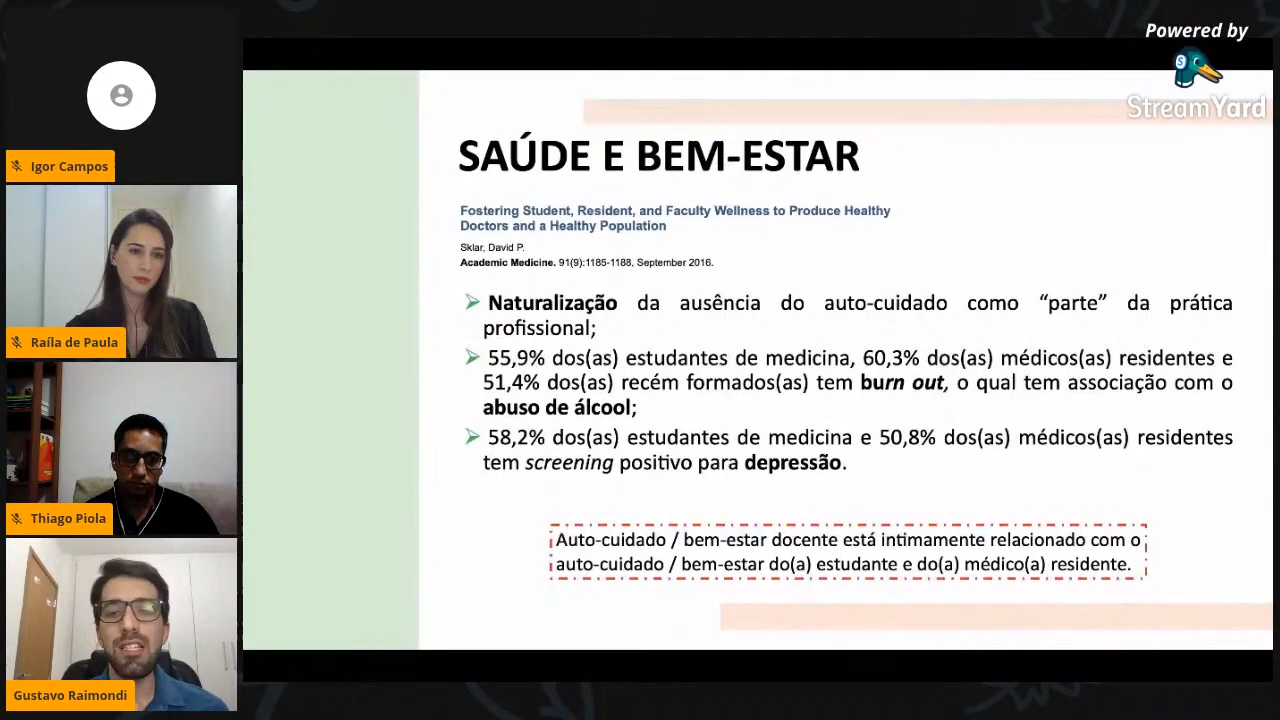 Powered by
StreamYard
Igor Campos
Raíla de Paula
Thiago Piola
Gustavo Raimondi
SAÚDE E BEM-ESTAR
Fostering Student, Resident, and Faculty Wellness to Produce Healthy
Doctors and a Healthy Population
Sklar, David P.
Academic Medicine. 91(9):1185-1188, September 2016.
Naturalização da ausência do auto-cuidado como “parte” da prática
profissional;
55,9% dos(as) estudantes de medicina, 60,3% dos(as) médicos(as) residentes e
51,4% dos(as) recém formados(as) tem burn out, o qual tem associação com o
abuso de álcool;
58,2% dos(as) estudantes de medicina e 50,8% dos(as) médicos(as) residentes
tem screening positivo para depressão.
Auto-cuidado / bem-estar docente está intimamente relacionado com o
auto-cuidado / bem-estar do(a) estudante e do(a) médico(a) residente.